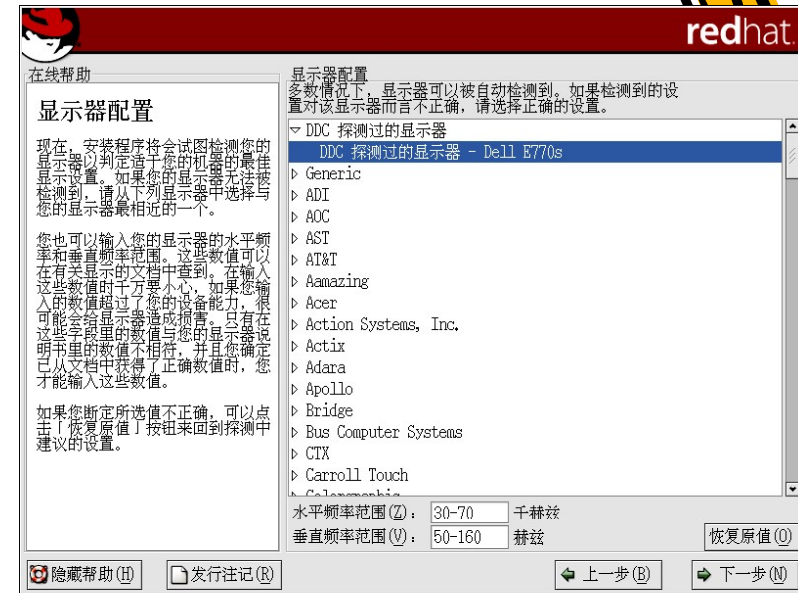 redhat.
在线帮助
显示器配置
现在，安装程序将会试图检测您的
显示器以判定适于您的机器的最佳
显示设置。如果您的显示器无法被
检测到，请从下列显示器中选择与
您的显示器最相近的一个。
您也可以输入您的显示器的水平频
率和垂直频率范围。这些数值可以
在有关显示的文档中查到。在输入
这些数值时千万要小心，如果您输
入的数值超过了您的设备能力，很
可能会给显示器造成损害。只有在
这些字段里的数值与您的显示器说
明书里的数值不相符，并且您确定
已从文档中获得了正确数值时，您
才能输入这些数值。
如果您断定所选值不正确，可以点
击「恢复原值」按钮来回到探测中
建议的设置。
显示器配置
多数情况下，显示器可以被自动检测到。如果检测到的设
置对该显示器而言不正确，请选择正确的设置。
DDC 探测过的显示器
DDC 探测过的显示器 - Dell E770s
Generic
ADI
AOC
AST
AT&T
Aamazing
Acer
Action Systems, Inc.
Actix
Adara
Apollo
Bridge
Bus Computer Systems
CTX
Carroll Touch
水平频率范围(Z)： 30-70 千赫兹
垂直频率范围(V)： 50-160 赫兹
恢复原值(O)
隐藏帮助(H) 发行注记(R) 上一步(B) 下一步(N)